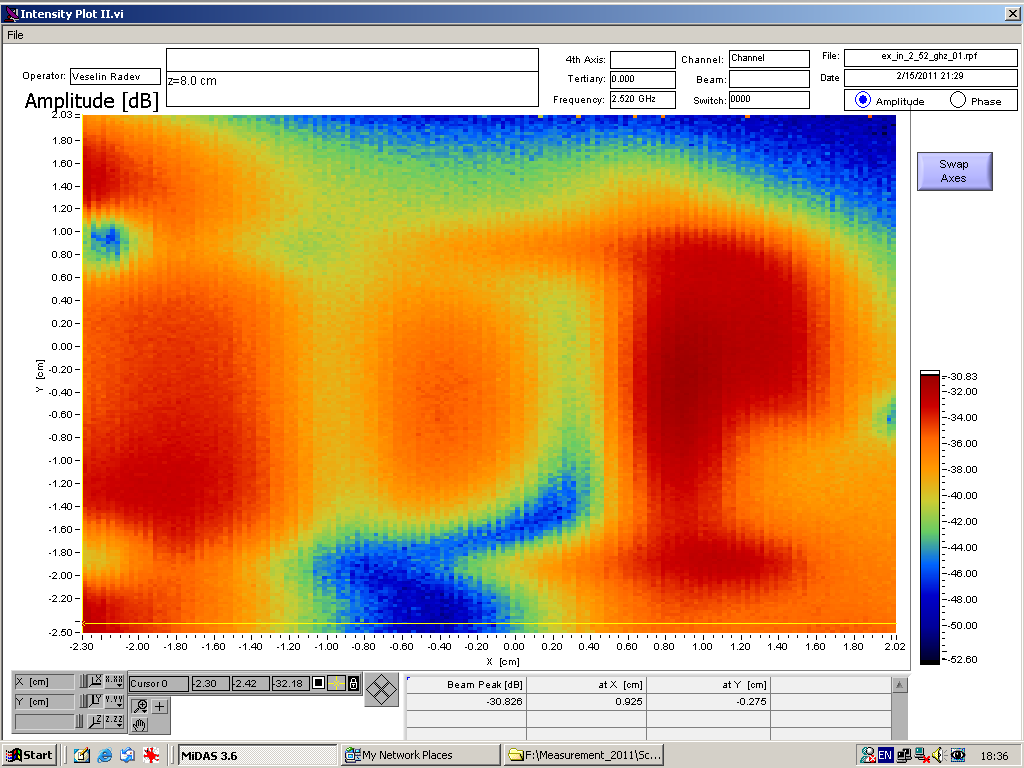 Intensity Plot II.vi
File
Operator: Veselin Radev
z=8.0 cm
4th Axis:
Tertiary: 0.000
Frequency: 2.520 GHz
Channel: Channel
Beam:
Switch: 0000
File: ex_in_2_52_ghz_01.rpf
Date 2/15/2011 21:29
Amplitude Phase
Amplitude [dB]
Swap
Axes
2.03
1.80
1.60
1.40
1.20
1.00
0.80
0.60
0.40
0.20
0.00
-0.20
-0.40
-0.60
-0.80
-1.00
-1.20
-1.40
-1.60
-1.80
-2.00
-2.20
-2.50
Y [cm]
-2.30 -2.00 -1.80 -1.60 -1.40 -1.20 -1.00 -0.80 -0.60 -0.40 -0.20 0.00 0.20 0.40 0.60 0.80 1.00 1.20 1.40 1.60 1.80 2.02
X [cm]
-30.83
-32.00
-34.00
-36.00
-38.00
-40.00
-42.00
-44.00
-46.00
-48.00
-50.00
-52.60
X [cm] X X.XX
Y [cm] Y Y.YY
Z Z.ZZ
Cursor 0 -2.30 -2.42 -32.18
Beam Peak [dB] at X [cm] at Y [cm]
-30.826 0.925 -0.275
Start MiDAS 3.6 My Network Places F:\Measurement_2011\Sc... EN 18:36